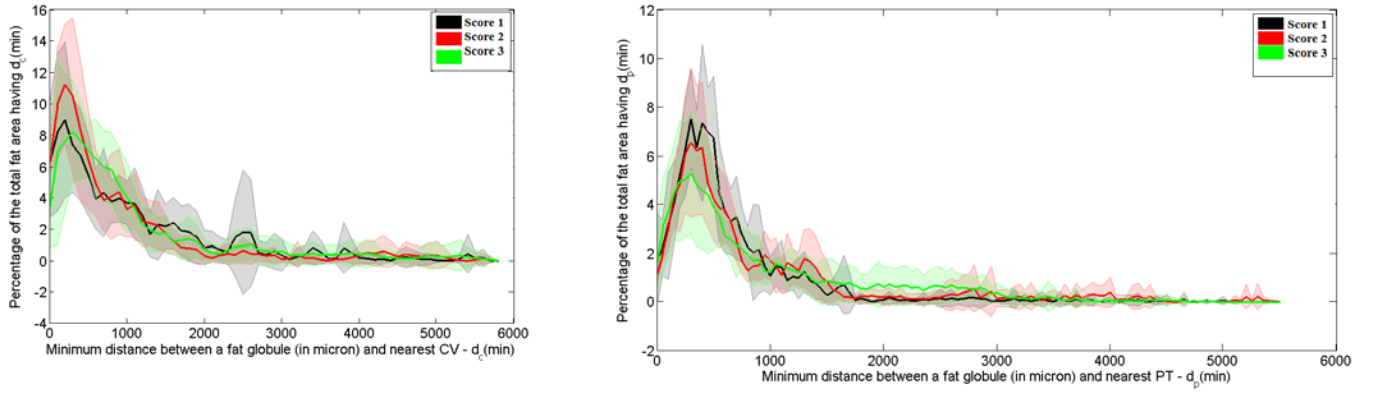 16
14
12
10
8
6
4
2
0
-2
-4
0 1000 2000 3000 4000 5000 6000
Percentage of the total fat area having d_c(min)
Minimum distance between a fat globule (in micron) and nearest CV - d_c(min)
Score 1
Score 2
Score 3
12
10
8
6
4
2
0
-2
0 1000 2000 3000 4000 5000 6000
Percentage of the total fat area having d_p(min)
Minimum distance between a fat globule (in micron) and nearest PT - d_p(min)
Score 1
Score 2
Score 3